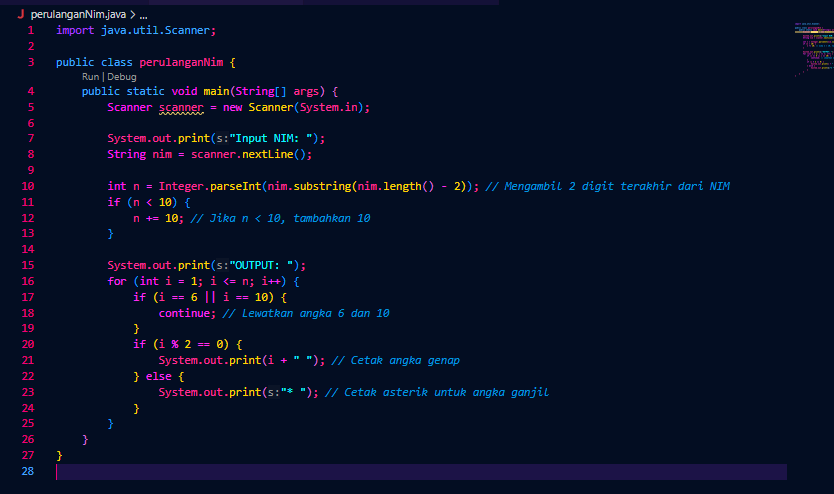 J perulanganNim.java > ...
1 import java.util.Scanner;
2
3 public class perulanganNim {
Run | Debug
4 public static void main(String[] args) {
5 Scanner scanner = new Scanner(System.in);
6
7 System.out.print(s:"Input NIM: ");
8 String nim = scanner.nextLine();
9
10 int n = Integer.parseInt(nim.substring(nim.length() - 2)); // Mengambil 2 digit terakhir dari NIM
11 if (n < 10) {
12 n += 10; // Jika n < 10, tambahkan 10
13 }
14
15 System.out.print(s:"OUTPUT: ");
16 for (int i = 1; i <= n; i++) {
17 if (i == 6 || i == 10) {
18 continue; // Lewatkan angka 6 dan 10
19 }
20 if (i % 2 == 0) {
21 System.out.print(i + " "); // Cetak angka genap
22 } else {
23 System.out.print(s:"* "); // Cetak asterik untuk angka ganjil
24 }
25 }
26 }
27 }
28